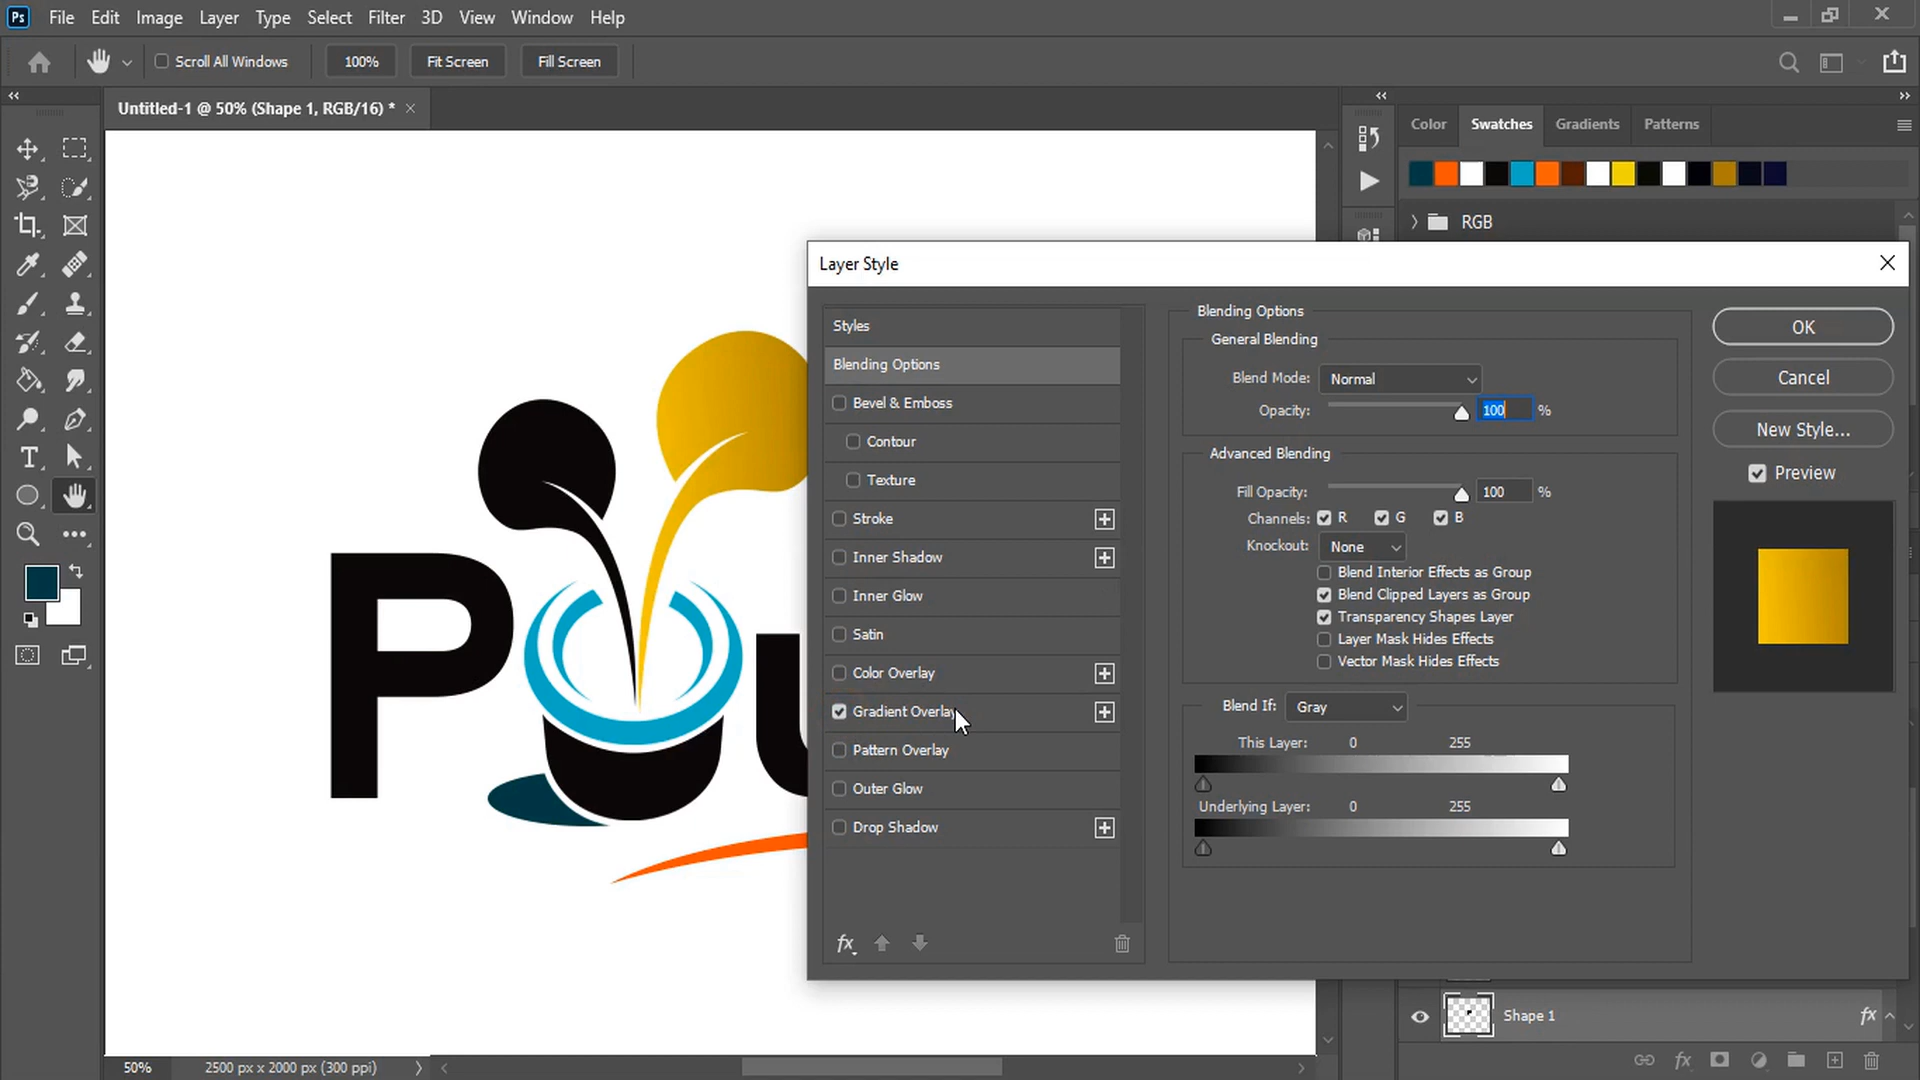 Ps File Edit Image Layer Type Select Filter 3D View Window Help
Scroll All Windows 100% Fit Screen Fill Screen
Untitled-1 @ 50% (Shape 1, RGB/16) *
Color Swatches Gradients Patterns
RGB
Layer Style
Styles
Blending Options
Bevel & Emboss
Contour
Texture
Stroke
Inner Shadow
Inner Glow
Satin
Color Overlay
Gradient Overlay
Pattern Overlay
Outer Glow
Drop Shadow
fx
Blending Options
General Blending
Blend Mode: Normal
Opacity: 100 %
Advanced Blending
Fill Opacity: 100 %
Channels: R G B
Knockout: None
Blend Interior Effects as Group
Blend Clipped Layers as Group
Transparency Shapes Layer
Layer Mask Hides Effects
Vector Mask Hides Effects
Blend If: Gray
This Layer: 0 255
Underlying Layer: 0 255
OK
Cancel
New Style...
Preview
Shape 1 fx
fx
50% 2500 px x 2000 px (300 ppi)